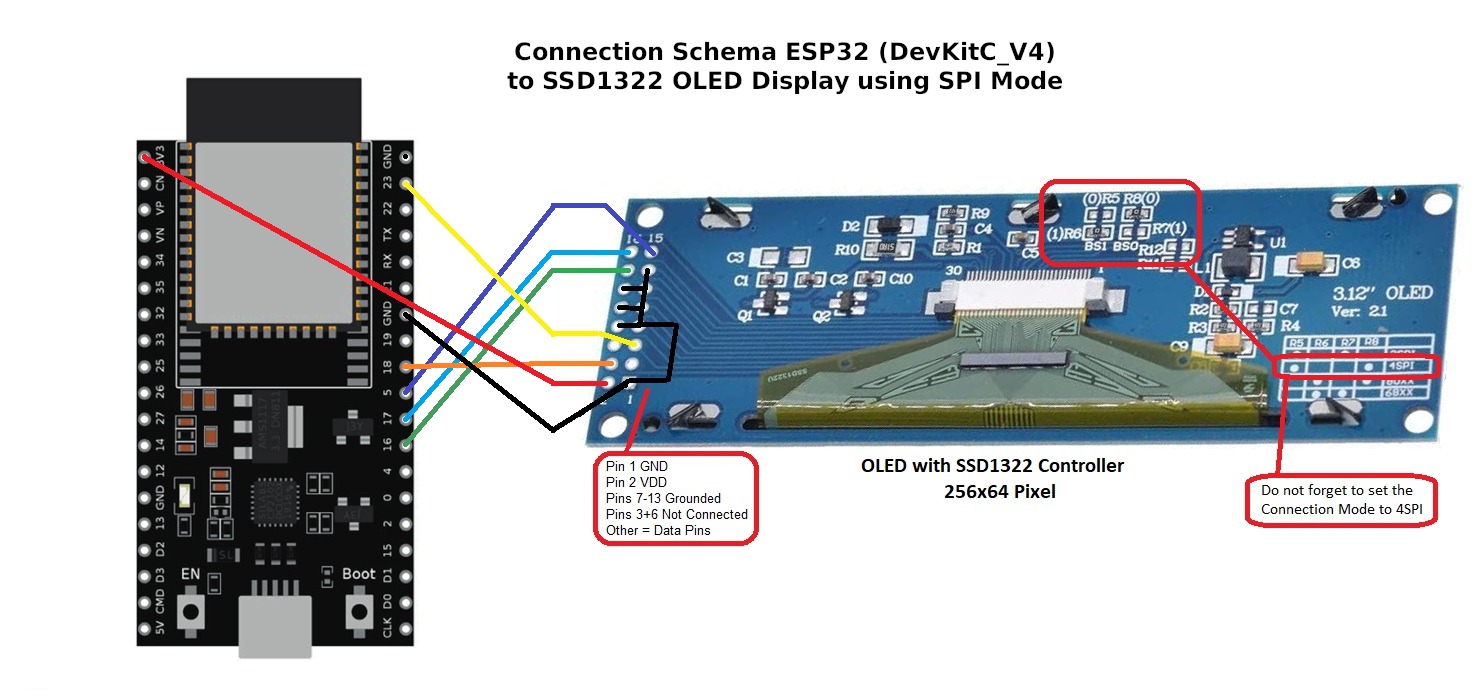 Connection Schema ESP32 (DevKitC_V4)
to SSD1322 OLED Display using SPI Mode
3V3
CN
VP
VN
34
35
32
33
25
26
27
14
12
GND
13
D2
D3
CMD
5V
GND
23
22
TX
RX
21
GND
19
18
5
17
16
4
0
2
15
D1
D0
CLK
AMS1117
EN
Boot
15
1
2
C3
D2
R10
R9
C4
R1
C5
C1
C2
C10
Q1
Q2
30
1
(0)R5 R8(0)
(1)R6
R7(1)
BS1 BS0
R12
L1
U1
C6
R2
C7
R3
R4
C9
3.12" OLED
Ver: 2.1
R5 R6 R7 R8
4SPI
80XX
68XX
SSD1322U
Pin 1 GND
Pin 2 VDD
Pins 7-13 Grounded
Pins 3+6 Not Connected
Other = Data Pins
OLED with SSD1322 Controller
256x64 Pixel
Do not forget to set the
Connection Mode to 4SPI